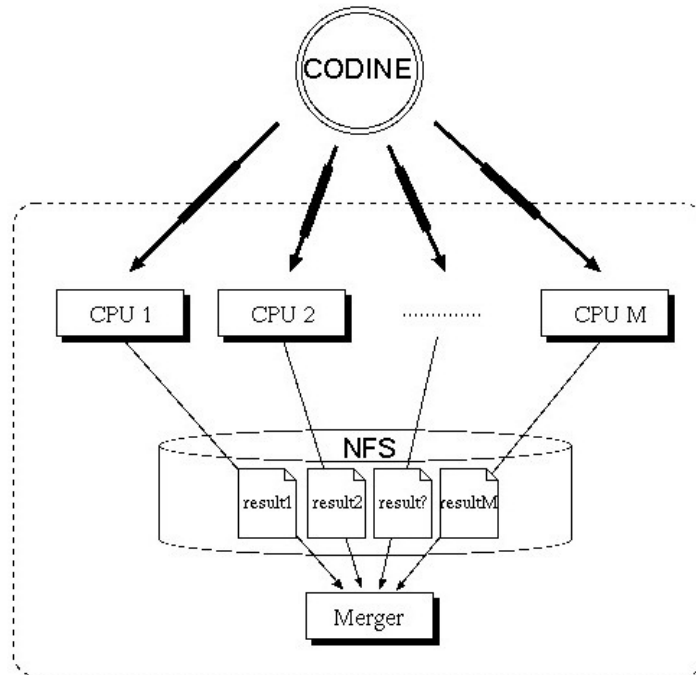 CODINE
CPU 1
CPU 2
..............
CPU M
NFS
result1
result2
result?
resultM
Merger